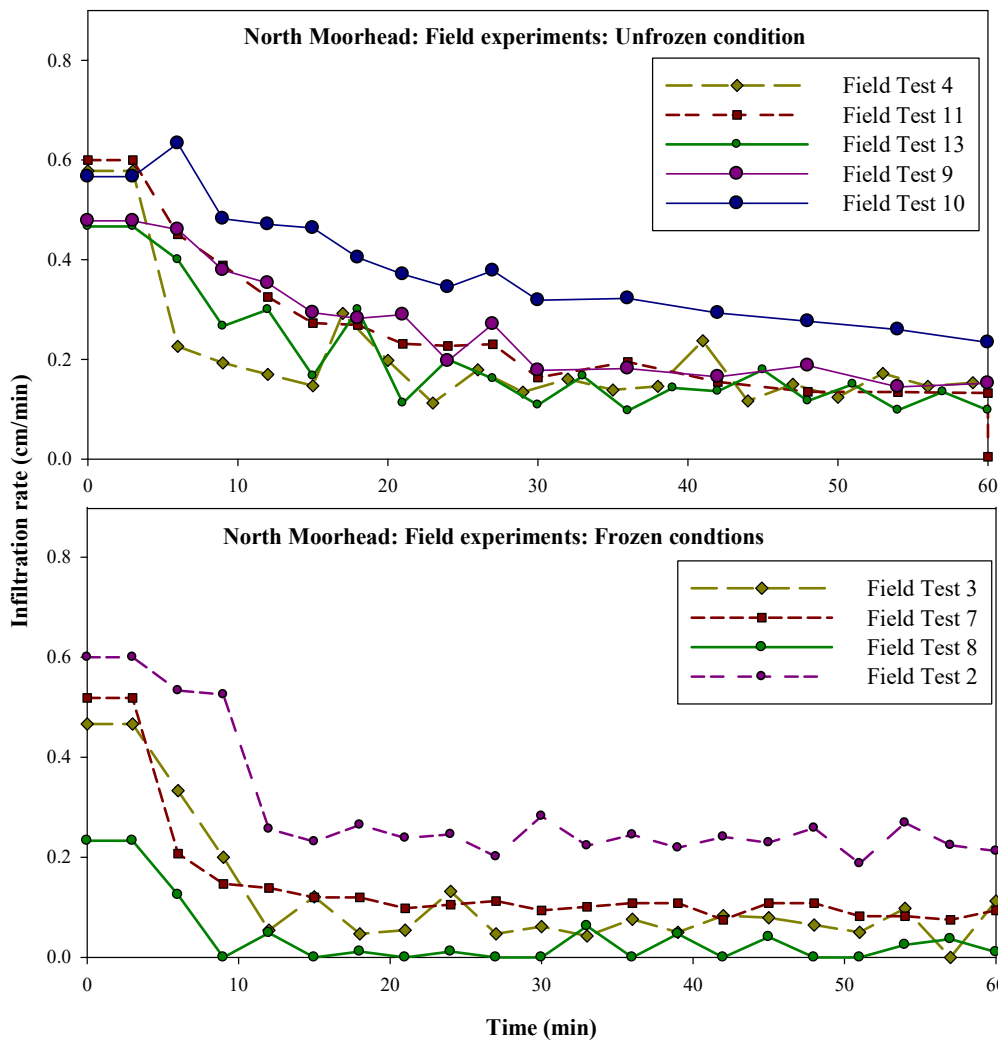 North Moorhead: Field experiments: Unfrozen condition
Field Test 4
Field Test 11
Field Test 13
Field Test 9
Field Test 10
0.8
0.6
0.4
0.2
0.0
0 10 20 30 40 50 60
Infiltration rate (cm/min)
North Moorhead: Field experiments: Frozen condtions
Field Test 3
Field Test 7
Field Test 8
Field Test 2
0.8
0.6
0.4
0.2
0.0
0 10 20 30 40 50 60
Time (min)